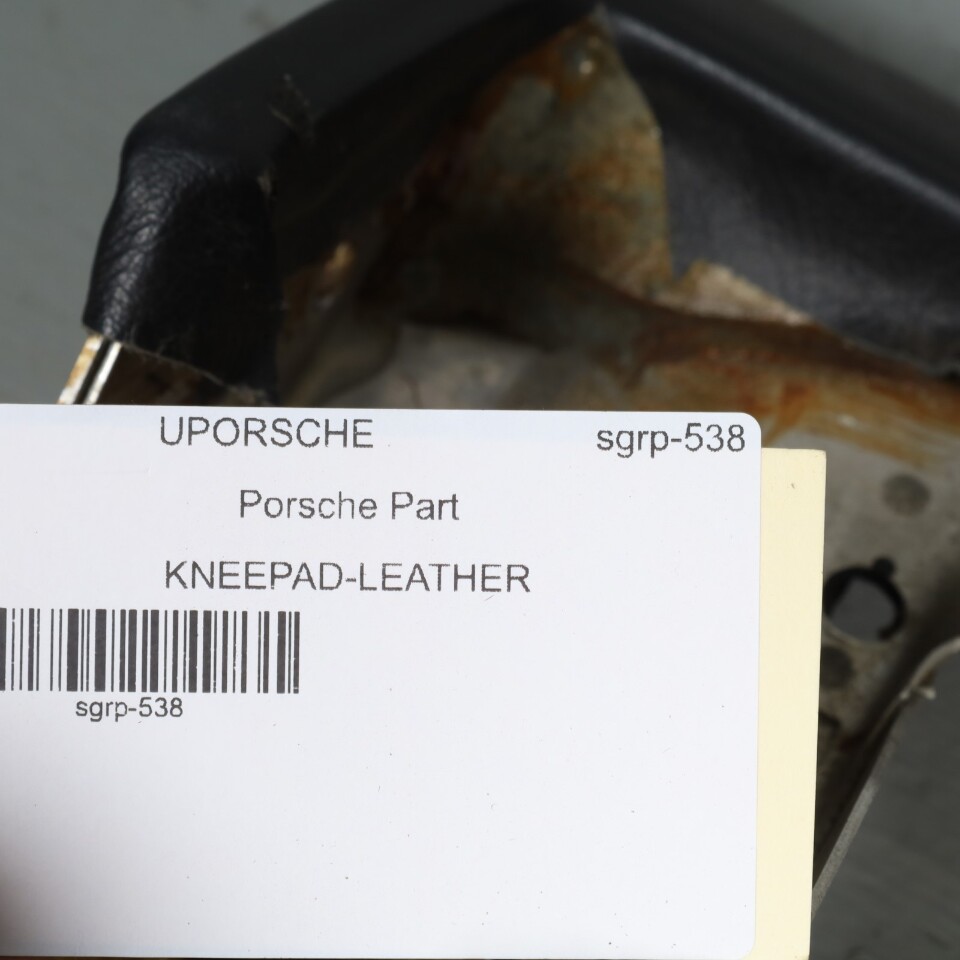 UPORSCHE sgrp-538
Porsche Part
KNEEPAD-LEATHER
sgrp-538